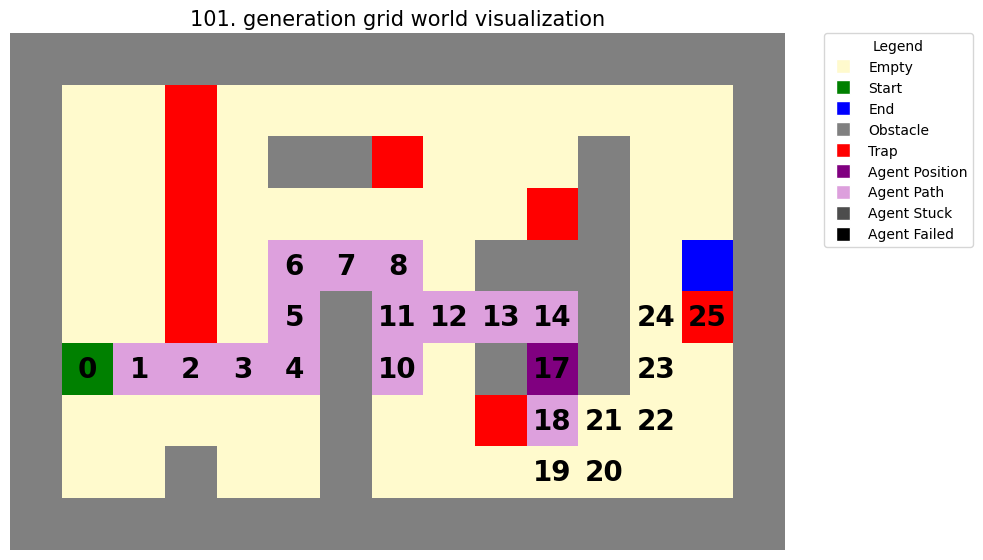 101. generation grid world visualization
Legend
Empty
Start
End
Obstacle
Trap
Agent Position
Agent Path
Agent Stuck
Agent Failed
6 7 8
5 11 12 13 14 24 25
0 1 2 3 4 10 17 23
18 21 22
19 20